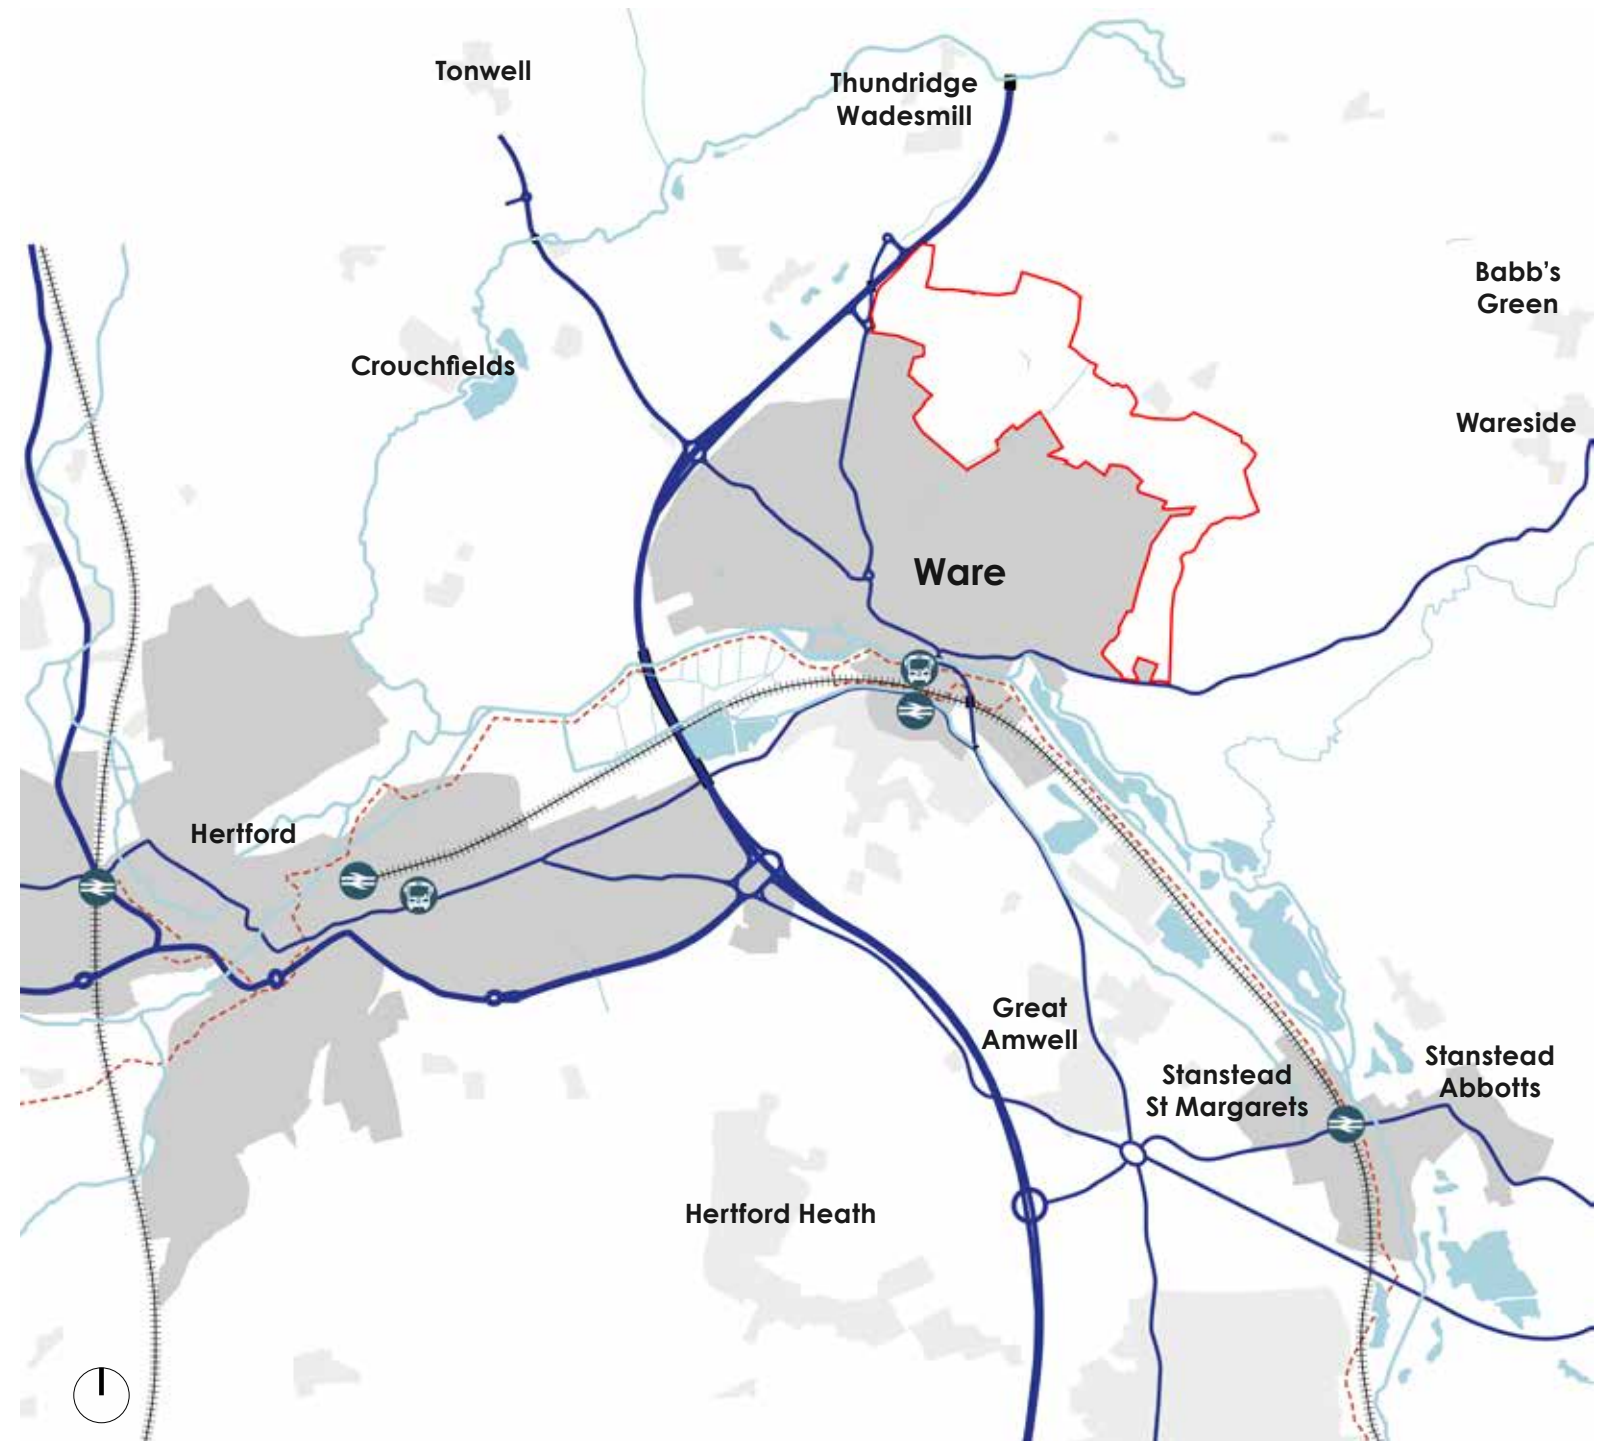 Tonwell
Thundridge
Wadesmill
Babb's
Green
Crouchfields
Wareside
Ware
Hertford
Great
Amwell
Stanstead
St Margarets
Stanstead
Abbotts
Hertford Heath